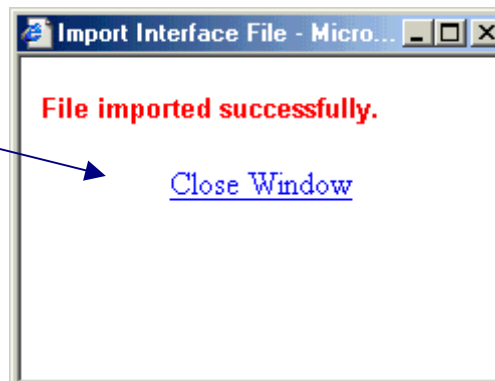 Import Interface File - Micro...
File imported successfully.
Close Window